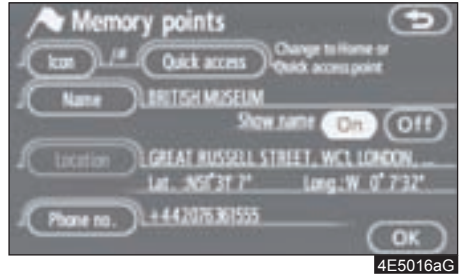 Memory points
Icon Quick access Change to Home or
Quick access point
Name BRITISH MUSEUM
Show name On Off
Location GREAT RUSSELL STREET, WC1, LONDON, ...
Lat. :N51°31' 7" Long.:W 0° 7'32"
Phone no. +442076361555
OK
4E5016aG